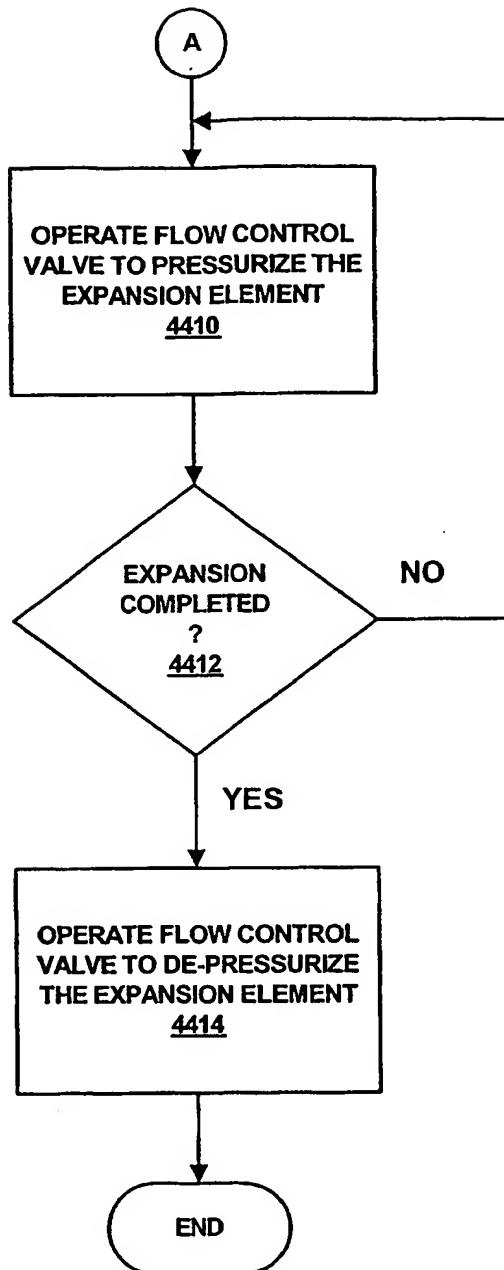 A
OPERATE FLOW CONTROL
VALVE TO PRESSURIZE THE
EXPANSION ELEMENT
4410
EXPANSION
COMPLETED
?
4412
NO
YES
OPERATE FLOW CONTROL
VALVE TO DE-PRESSURIZE
THE EXPANSION ELEMENT
4414
END